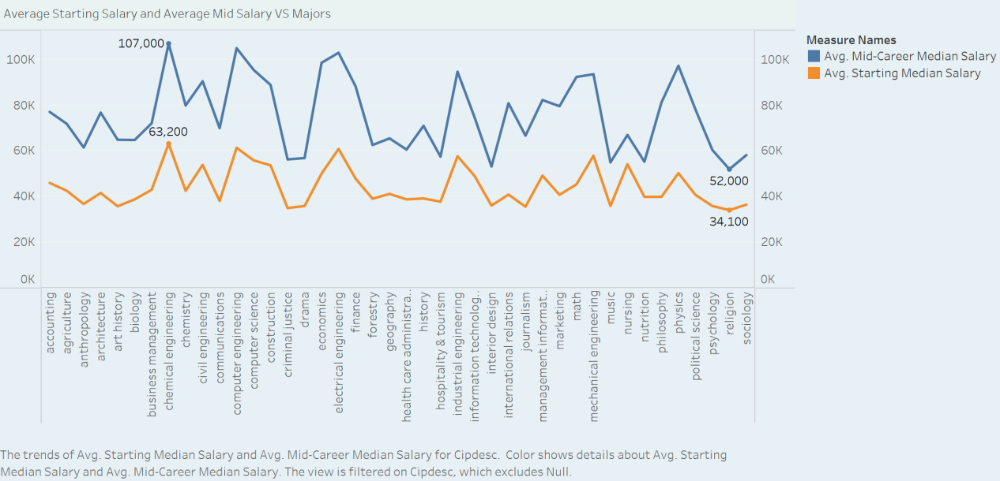 Average Starting Salary and Average Mid Salary VS Majors
Measure Names
Avg. Mid-Career Median Salary
Avg. Starting Median Salary
107,000
63,200
52,000
34,100
100K
80K
60K
40K
20K
0K
100K
80K
60K
40K
20K
0K
accounting
agriculture
anthropology
architecture
art history
biology
business management
chemical engineering
chemistry
civil engineering
communications
computer engineering
computer science
construction
criminal justice
drama
economics
electrical engineering
finance
forestry
geography
health care administra..
history
hospitality & tourism
industrial engineering
information technolog..
interior design
international relations
journalism
management informat..
marketing
math
mechanical engineering
music
nursing
nutrition
philosophy
physics
political science
psychology
religion
sociology
The trends of Avg. Starting Median Salary and Avg. Mid-Career Median Salary for Cipdesc.  Color shows details about Avg. Starting
Median Salary and Avg. Mid-Career Median Salary. The view is filtered on Cipdesc, which excludes Null.